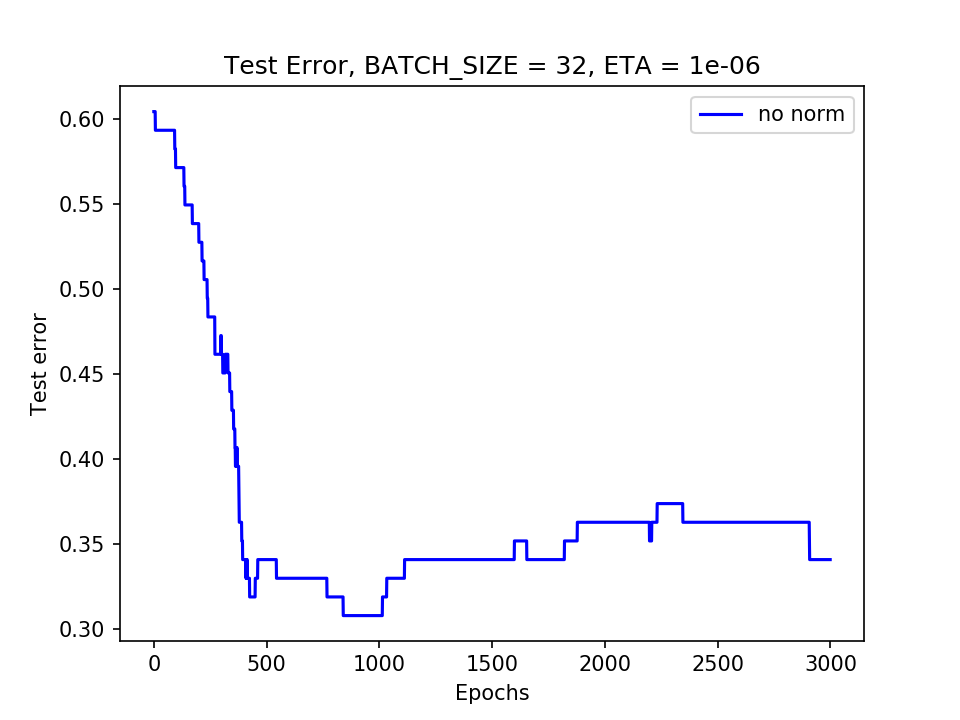 Test Error, BATCH_SIZE = 32, ETA = 1e-06
no norm
0.60
0.55
0.50
0.45
0.40
0.35
0.30
Test error
0 500 1000 1500 2000 2500 3000
Epochs